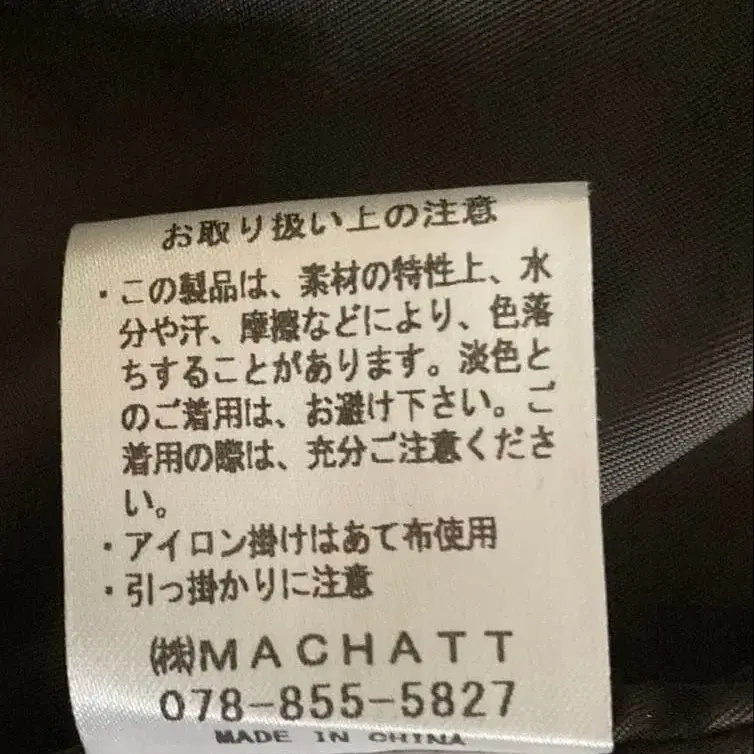 お取り扱い上の注意
・この製品は、素材の特性上、水
分や汗、摩擦などにより、色落
ちすることがあります。淡色と
のご着用は、お避け下さい。ご
着用の際は、充分ご注意くださ
い。
・アイロン掛けはあて布使用
・引っ掛かりに注意
㈱MACHATT
078-855-5827
MADE IN CHINA